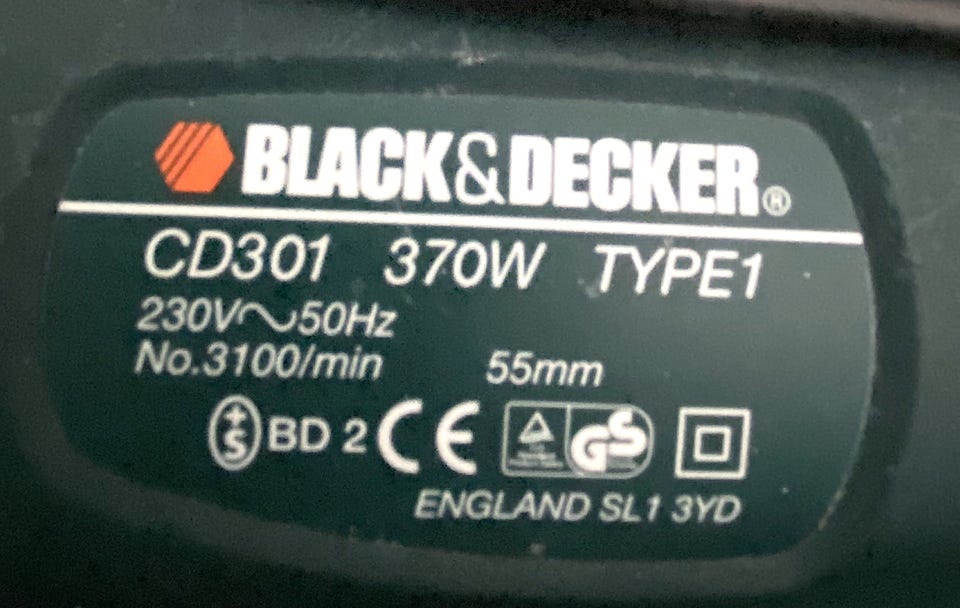 BLACK&DECKER®
CD301 370W TYPE1
230V~50Hz
No.3100/min 55mm
+S BD 2 CE GS
ENGLAND SL1 3YD